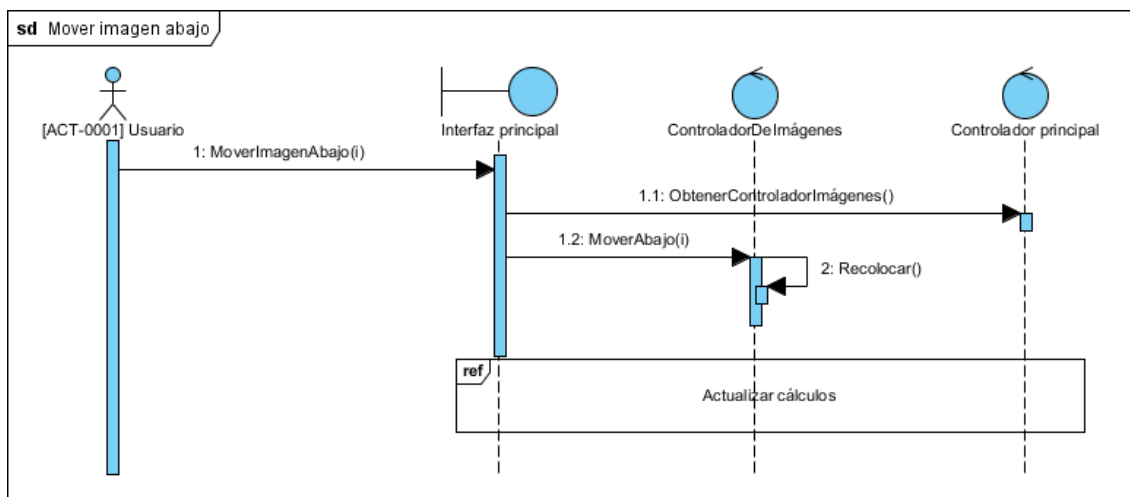 sd Mover imagen abajo
[ACT-0001] Usuario
Interfaz principal
ControladorDeImágenes
Controlador principal
1: MoverImagenAbajo(i)
1.1: ObtenerControladorImágenes()
1.2: MoverAbajo(i)
2: Recolocar()
ref
Actualizar cálculos